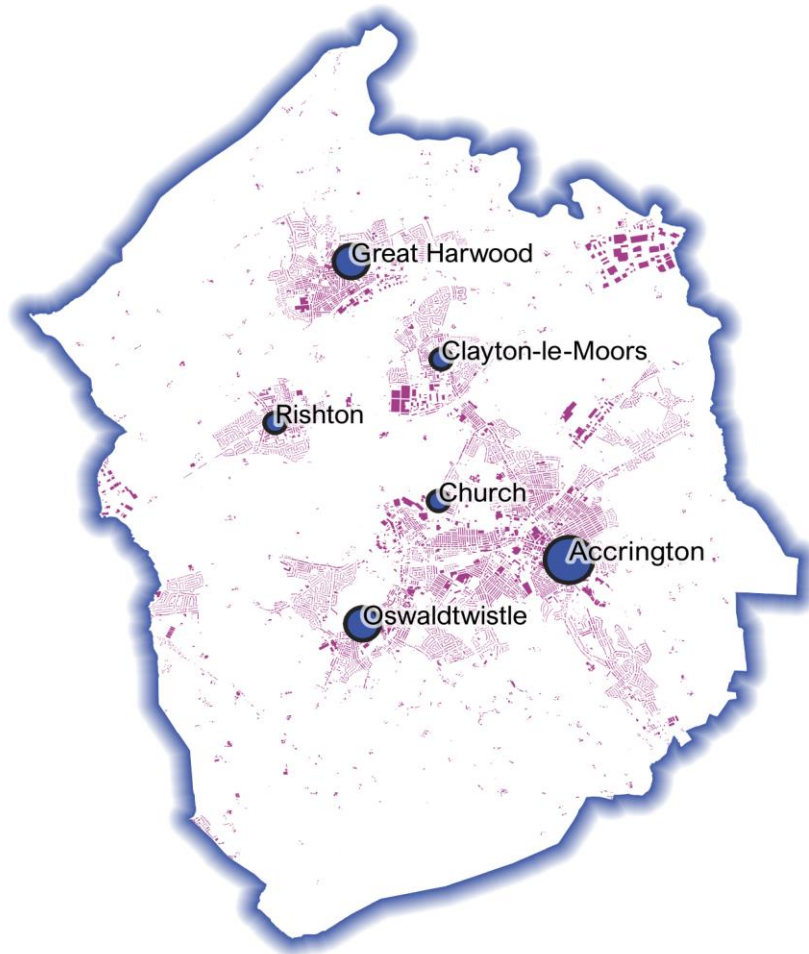 Great Harwood
Clayton-le-Moors
Rishton
Church
Accrington
Oswaldtwistle